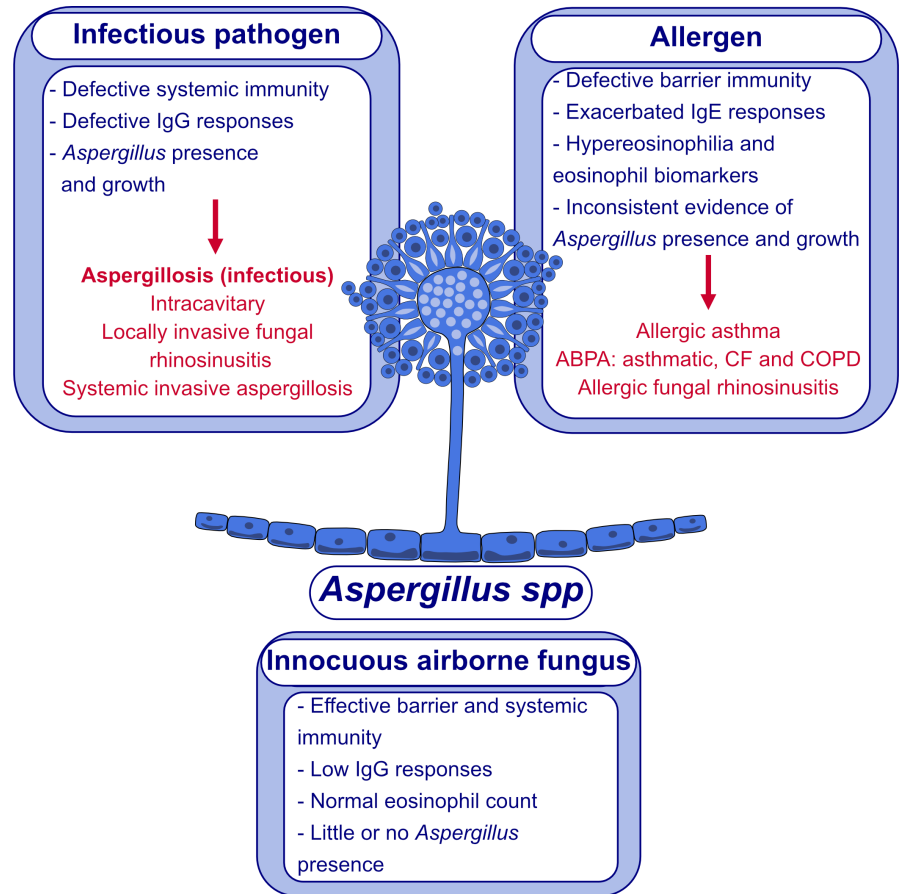 Infectious pathogen
- Defective systemic immunity
- Defective IgG responses
- Aspergillus presence
and growth
Aspergillosis (infectious)
Intracavitary
Locally invasive fungal
rhinosinusitis
Systemic invasive aspergillosis
Allergen
- Defective barrier immunity
- Exacerbated IgE responses
- Hypereosinophilia and
eosinophil biomarkers
- Inconsistent evidence of
Aspergillus presence and growth
Allergic asthma
ABPA: asthmatic, CF and COPD
Allergic fungal rhinosinusitis
Aspergillus spp
Innocuous airborne fungus
- Effective barrier and systemic
immunity
- Low IgG responses
- Normal eosinophil count
- Little or no Aspergillus
presence